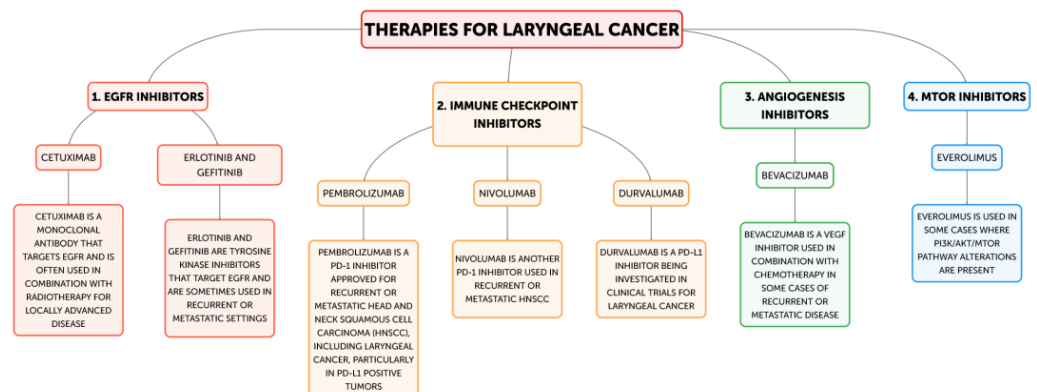 THERAPIES FOR LARYNGEAL CANCER
1. EGFR INHIBITORS
CETUXIMAB
CETUXIMAB IS A
MONOCLONAL
ANTIBODY THAT
TARGETS EGFR AND IS
OFTEN USED IN
COMBINATION WITH
RADIOTHERAPY FOR
LOCALLY ADVANCED
DISEASE
ERLOTINIB AND
GEFITINIB
ERLOTINIB AND
GEFITINIB ARE TYROSINE
KINASE INHIBITORS
THAT TARGET EGFR AND
ARE SOMETIMES USED IN
RECURRENT OR
METASTATIC SETTINGS
2. IMMUNE CHECKPOINT
INHIBITORS
PEMBROLIZUMAB
PEMBROLIZUMAB IS A
PD-1 INHIBITOR
APPROVED FOR
RECURRENT OR
METASTATIC HEAD AND
NECK SQUAMOUS CELL
CARCINOMA (HNSCC),
INCLUDING LARYNGEAL
CANCER, PARTICULARLY
IN PD-L1 POSITIVE
TUMORS
NIVOLUMAB
NIVOLUMAB IS ANOTHER
PD-1 INHIBITOR USED IN
RECURRENT OR
METASTATIC HNSCC
DURVALUMAB
DURVALUMAB IS A PD-L1
INHIBITOR BEING
INVESTIGATED IN
CLINICAL TRIALS FOR
LARYNGEAL CANCER
3. ANGIOGENESIS
INHIBITORS
BEVACIZUMAB
BEVACIZUMAB IS A VEGF
INHIBITOR USED IN
COMBINATION WITH
CHEMOTHERAPY IN
SOME CASES OF
RECURRENT OR
METASTATIC DISEASE
4. MTOR INHIBITORS
EVEROLIMUS
EVEROLIMUS IS USED IN
SOME CASES WHERE
PI3K/AKT/MTOR
PATHWAY ALTERATIONS
ARE PRESENT